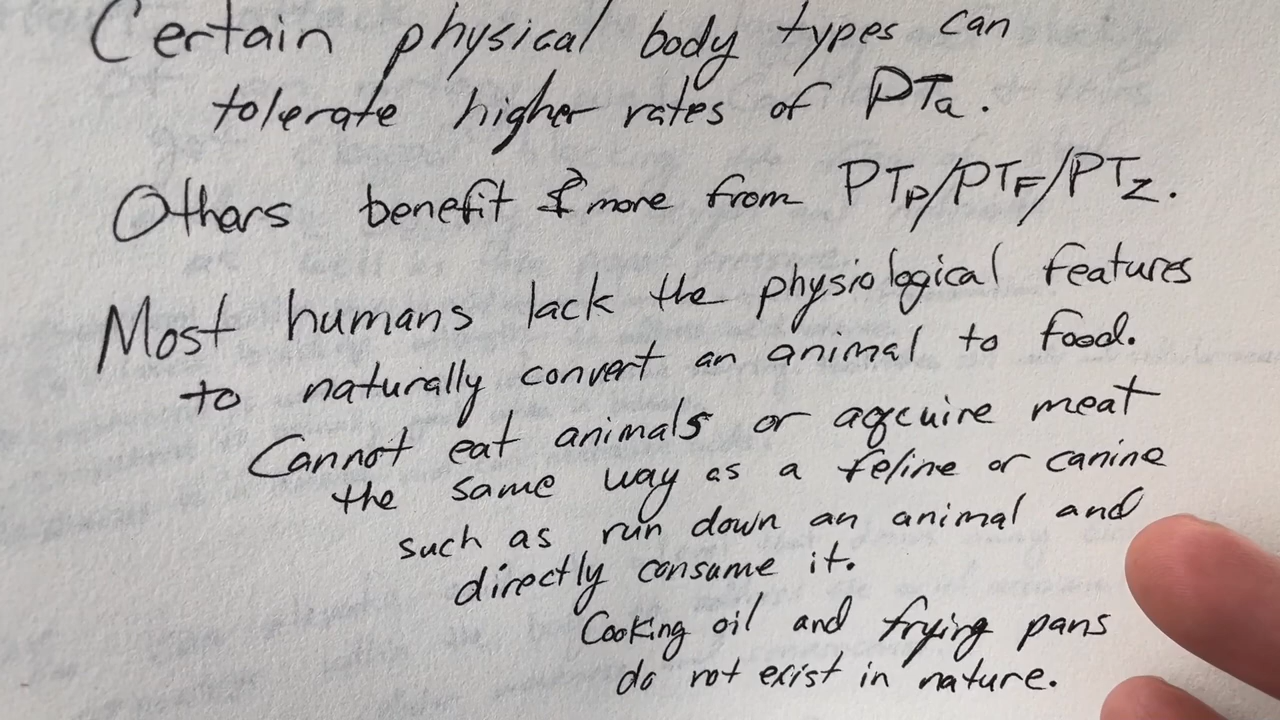 Certain physical body types can
tolerate higher rates of PTa.
Others benefit more from PTP/PTF/PTZ.
Most humans lack the physiological features
to naturally convert an animal to food.
Cannot eat animals or aqcuire meat
the same way as a feline or canine
such as run down an animal and
directly consume it.
Cooking oil and frying pans
do not exist in nature.